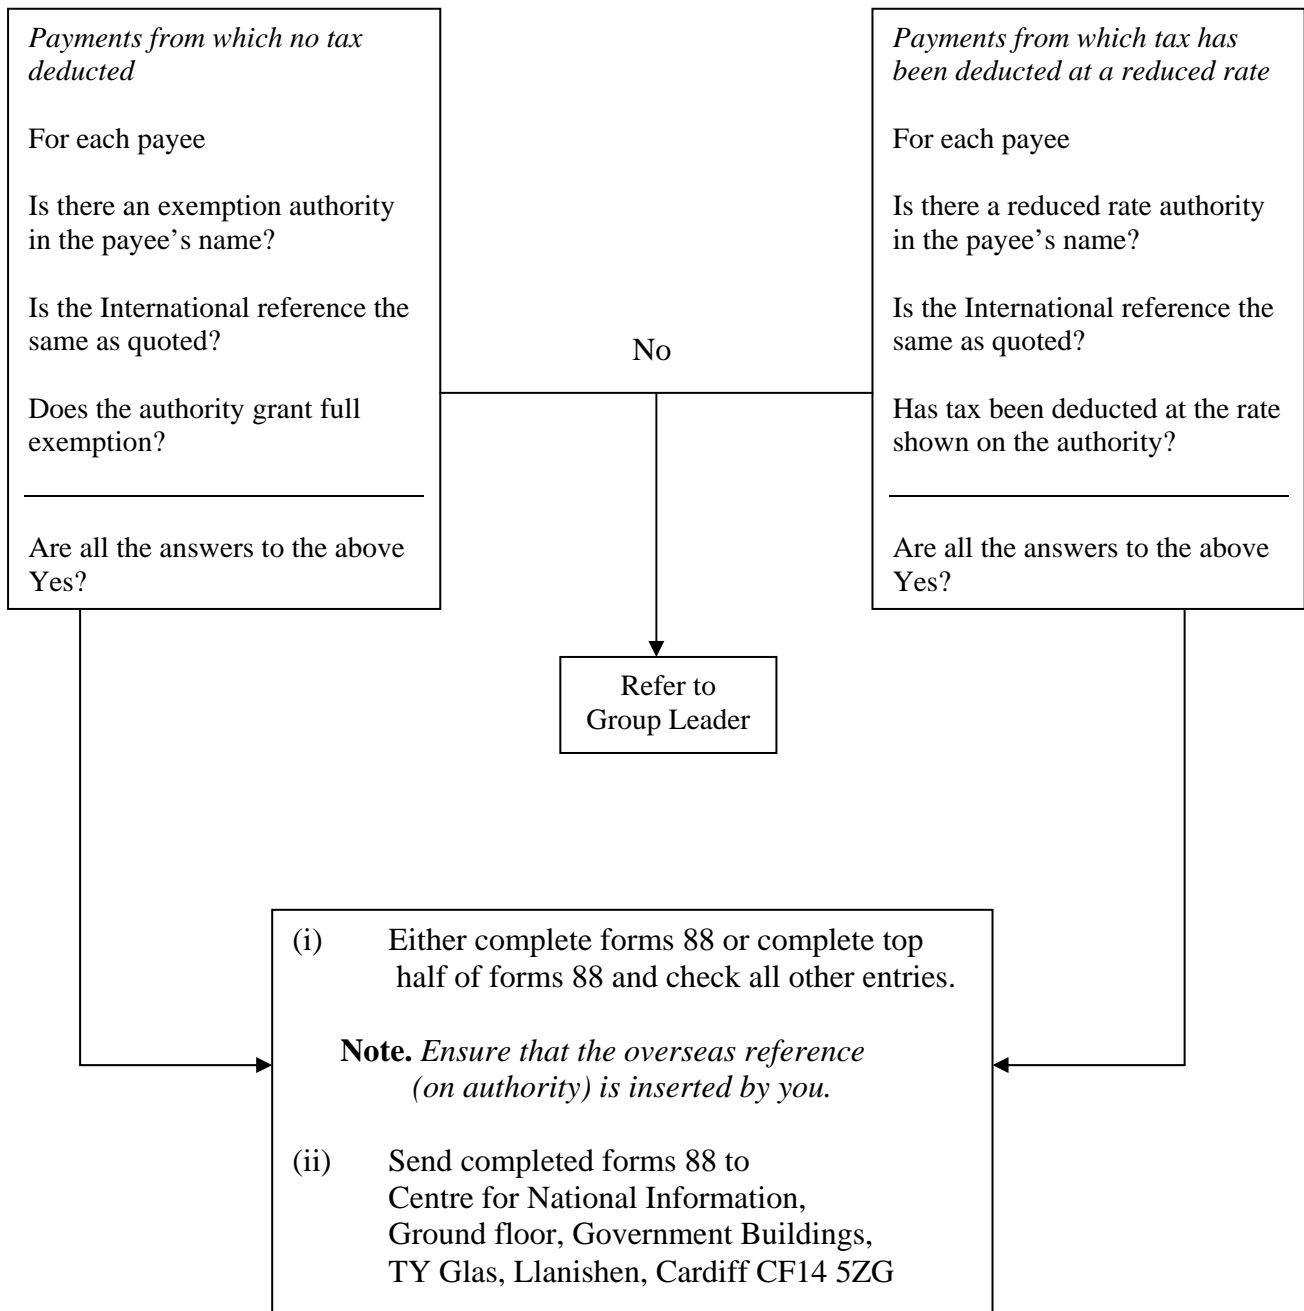 Payments from which no tax
deducted
For each payee
Is there an exemption authority
in the payee’s name?
Is the International reference the
same as quoted?
Does the authority grant full
exemption?
Are all the answers to the above
Yes?
Payments from which tax has
been deducted at a reduced rate
For each payee
Is there a reduced rate authority
in the payee’s name?
Is the International reference the
same as quoted?
Has tax been deducted at the rate
shown on the authority?
Are all the answers to the above
Yes?
No
Refer to
Group Leader
(i) Either complete forms 88 or complete top
half of forms 88 and check all other entries.
Note. Ensure that the overseas reference
(on authority) is inserted by you.
(ii) Send completed forms 88 to
Centre for National Information,
Ground floor, Government Buildings,
TY Glas, Llanishen, Cardiff CF14 5ZG